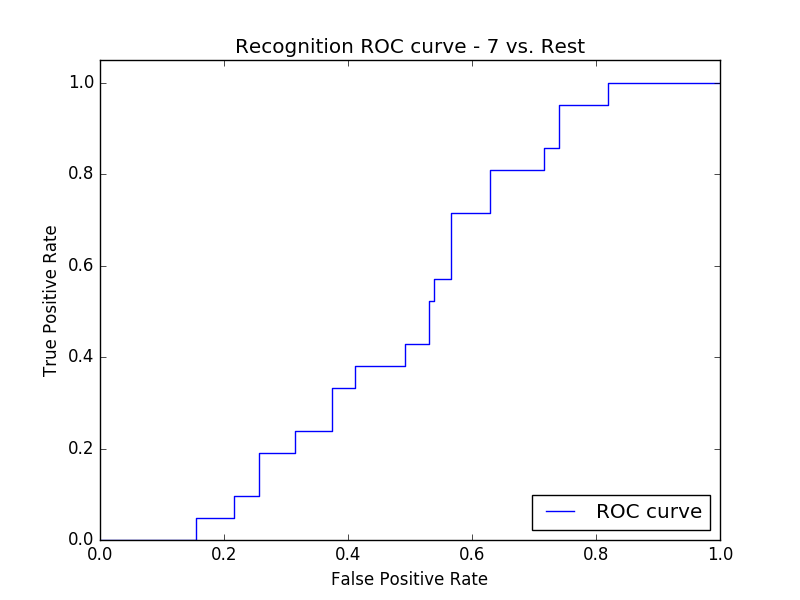 Recognition ROC curve - 7 vs. Rest
1.0
0.8
0.6
0.4
0.2
0.0
True Positive Rate
ROC curve
0.0 0.2 0.4 0.6 0.8 1.0
False Positive Rate